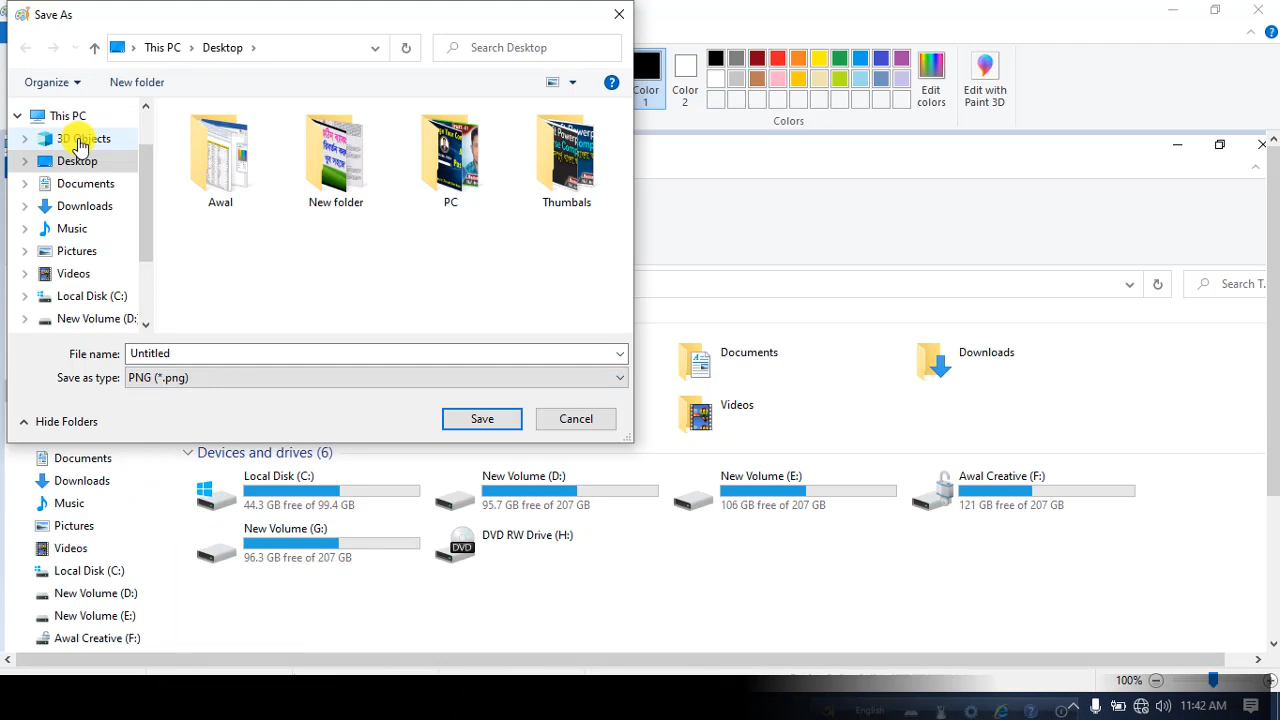 Save As
This PC
Desktop
Search Desktop
Organize
New folder
This PC
3D Objects
Desktop
Documents
Downloads
Music
Pictures
Videos
Local Disk (C:)
New Volume (D:
Awal
New folder
PC
Thumbals
File name:
Untitled
Save as type:
PNG (*.png)
Hide Folders
Save
Cancel
Color
1
Color
2
Edit
colors
Edit with
Paint 3D
Colors
Search T...
Documents
Downloads
Videos
Devices and drives (6)
Local Disk (C:)
44.3 GB free of 99.4 GB
New Volume (D:)
95.7 GB free of 207 GB
New Volume (E:)
106 GB free of 207 GB
Awal Creative (F:)
121 GB free of 207 GB
New Volume (G:)
96.3 GB free of 207 GB
DVD RW Drive (H:)
DVD
Documents
Downloads
Music
Pictures
Videos
Local Disk (C:)
New Volume (D:)
New Volume (E:)
Awal Creative (F:)
100%
English
11:42 AM